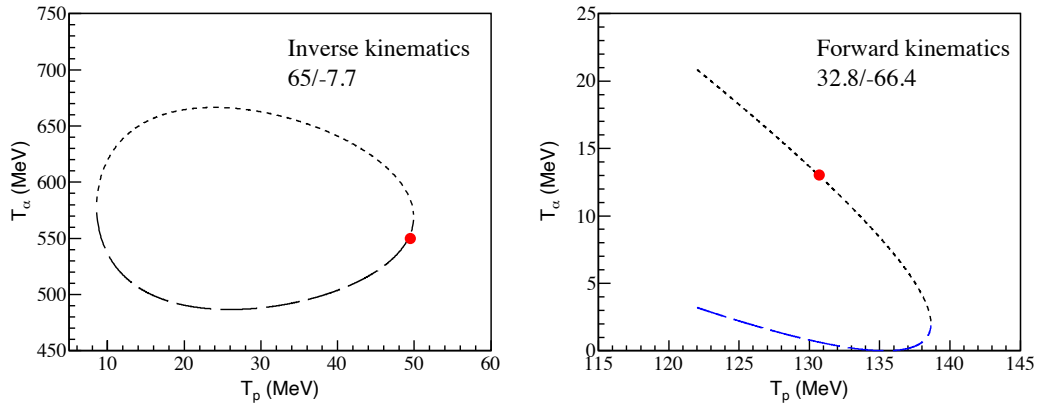 Inverse kinematics
65/-7.7
T_α (MeV)
750
700
650
600
550
500
450
10 20 30 40 50 60
T_p (MeV)
Forward kinematics
32.8/-66.4
T_α (MeV)
25
20
15
10
5
0
115 120 125 130 135 140 145
T_p (MeV)